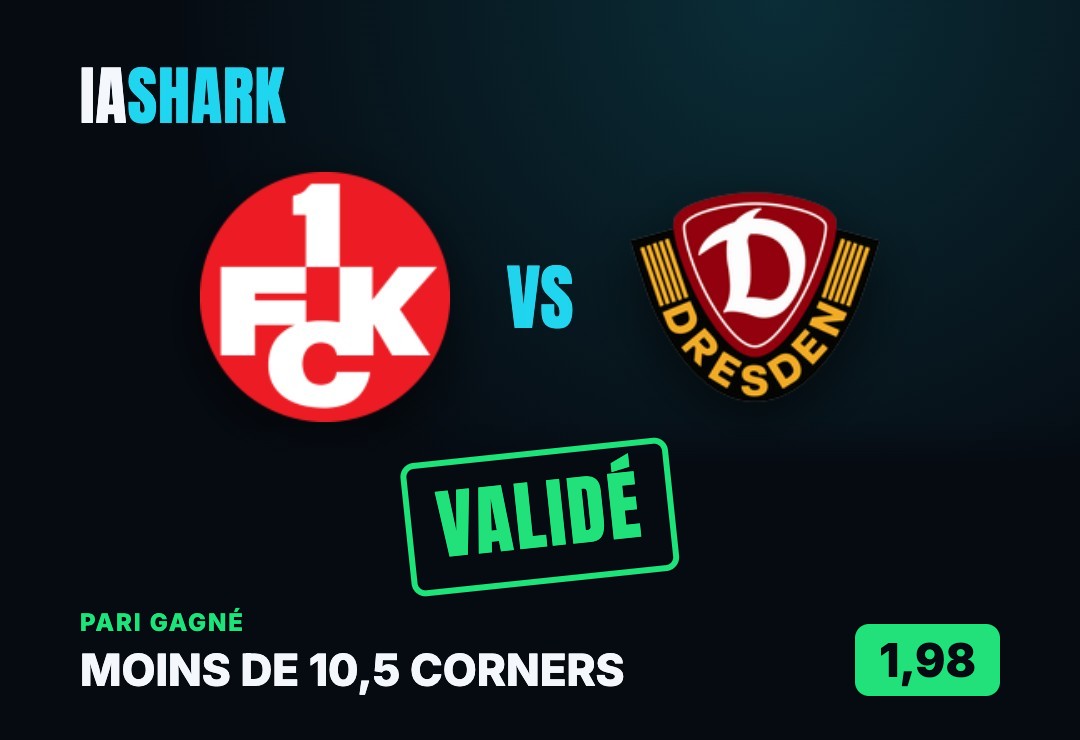 IASHARK
1
FCK
VS
D
DRESDEN
VALIDÉ
PARI GAGNÉ
MOINS DE 10,5 CORNERS
1,98